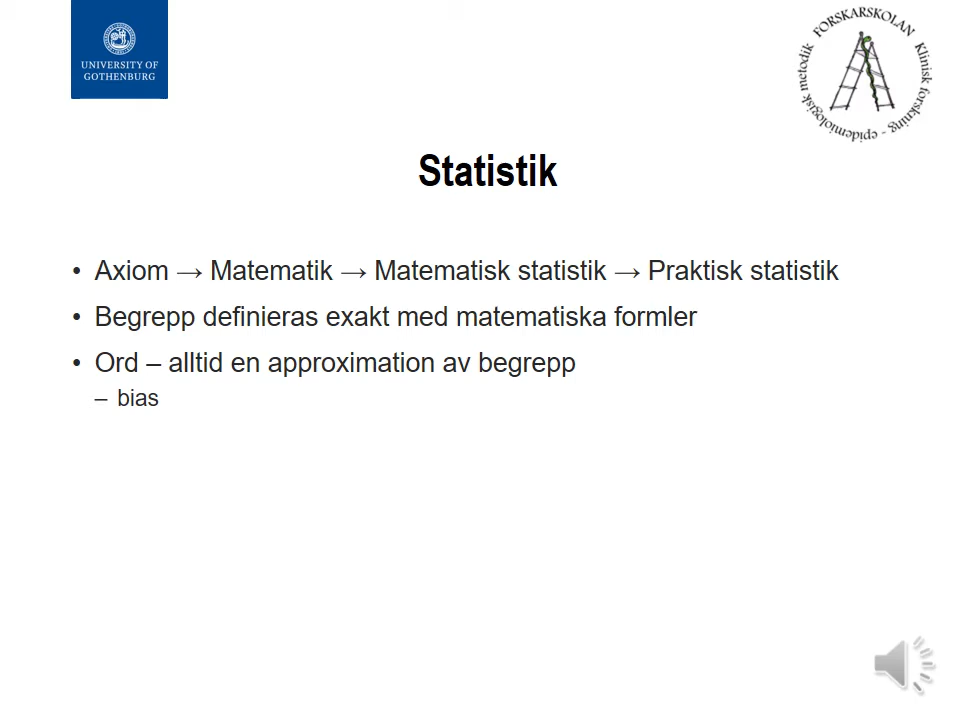 UNIVERSITY OF
GOTHENBURG
FORSKARSKOLAN
Klinisk forskning - epidemiologisk metodik
Statistik
• Axiom → Matematik → Matematisk statistik → Praktisk statistik
• Begrepp definieras exakt med matematiska formler
• Ord – alltid en approximation av begrepp
– bias